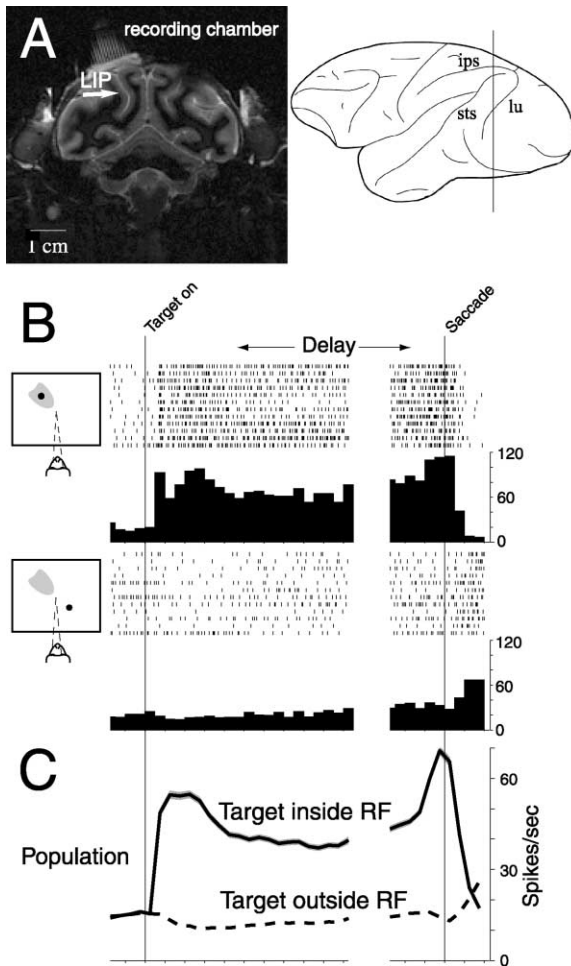 A
recording chamber
LIP
1 cm
ips
sts
lu
B
Target on
Saccade
Delay
120
60
0
120
60
0
C
60
30
0
Spikes/sec
Population
Target inside RF
Target outside RF